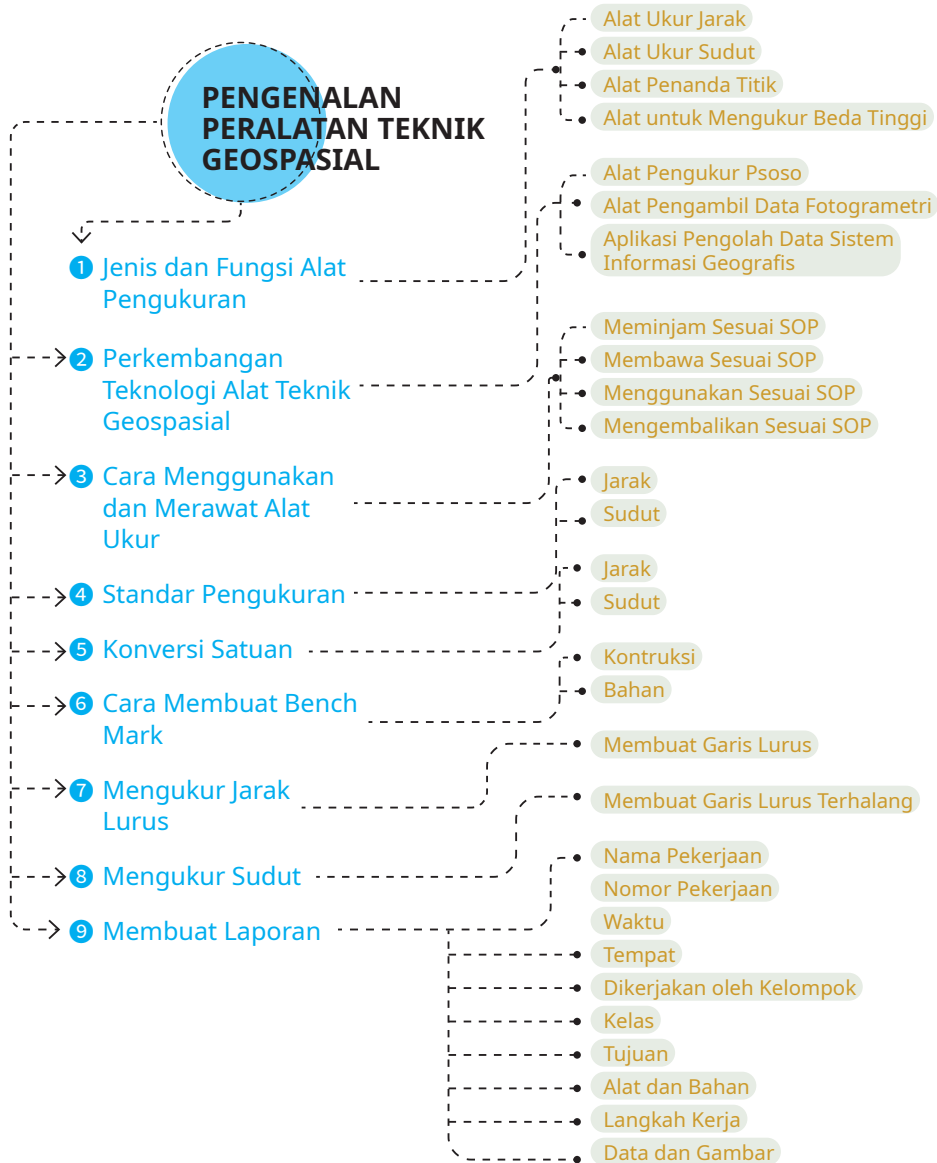 PENGENALAN
PERALATAN TEKNIK
GEOSPASIAL
1 Jenis dan Fungsi Alat
Pengukuran
Alat Ukur Jarak
Alat Ukur Sudut
Alat Penanda Titik
Alat untuk Mengukur Beda Tinggi
2 Perkembangan
Teknologi Alat Teknik
Geospasial
Alat Pengukur Psoso
Alat Pengambil Data Fotogrametri
Aplikasi Pengolah Data Sistem
Informasi Geografis
3 Cara Menggunakan
dan Merawat Alat
Ukur
Meminjam Sesuai SOP
Membawa Sesuai SOP
Menggunakan Sesuai SOP
Mengembalikan Sesuai SOP
4 Standar Pengukuran
Jarak
Sudut
5 Konversi Satuan
Jarak
Sudut
6 Cara Membuat Bench
Mark
Kontruksi
Bahan
7 Mengukur Jarak
Lurus
Membuat Garis Lurus
8 Mengukur Sudut
Membuat Garis Lurus Terhalang
9 Membuat Laporan
Nama Pekerjaan
Nomor Pekerjaan
Waktu
Tempat
Dikerjakan oleh Kelompok
Kelas
Tujuan
Alat dan Bahan
Langkah Kerja
Data dan Gambar